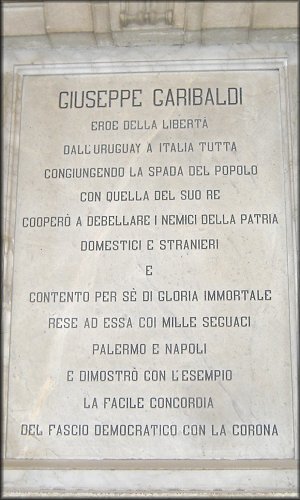 GIUSEPPE GARIBALDI
EROE DELLA LIBERTÀ
DALL'URUGUAY A ITALIA TUTTA
CONGIUNGENDO LA SPADA DEL POPOLO
CON QUELLA DEL SUO RE
COOPERÒ A DEBELLARE I NEMICI DELLA PATRIA
DOMESTICI E STRANIERI
E
CONTENTO PER SÈ DI GLORIA IMMORTALE
RESE AD ESSA COI MILLE SEGUACI
PALERMO E NAPOLI
E DIMOSTRÒ CON L'ESEMPIO
LA FACILE CONCORDIA
DEL FASCIO DEMOCRATICO CON LA CORONA